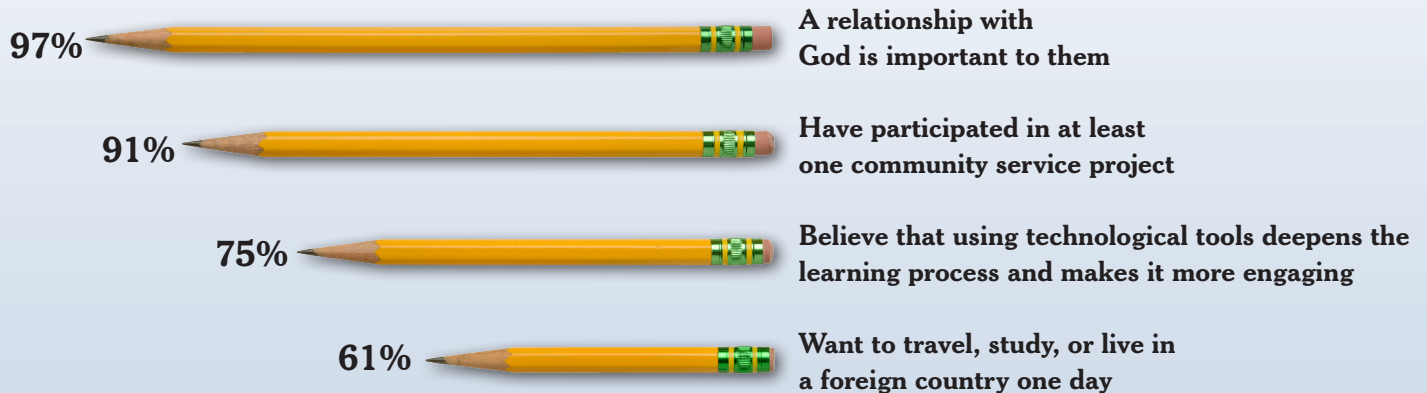 97%
A relationship with
God is important to them
91%
Have participated in at least
one community service project
75%
Believe that using technological tools deepens the
learning process and makes it more engaging
61%
Want to travel, study, or live in
a foreign country one day